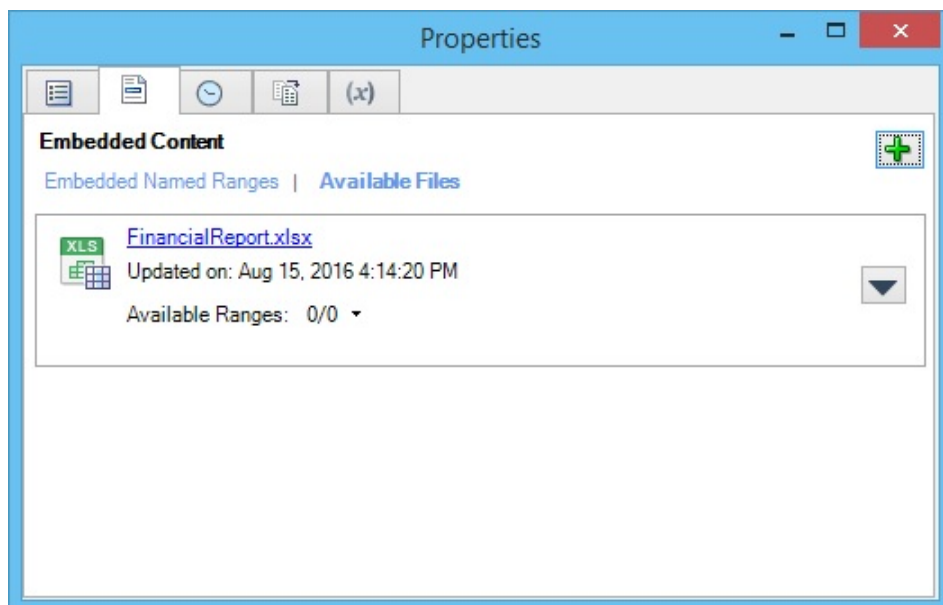 Properties
(x)
Embedded Content
Embedded Named Ranges | Available Files
XLS
FinancialReport.xlsx
Updated on: Aug 15, 2016 4:14:20 PM
Available Ranges: 0/0